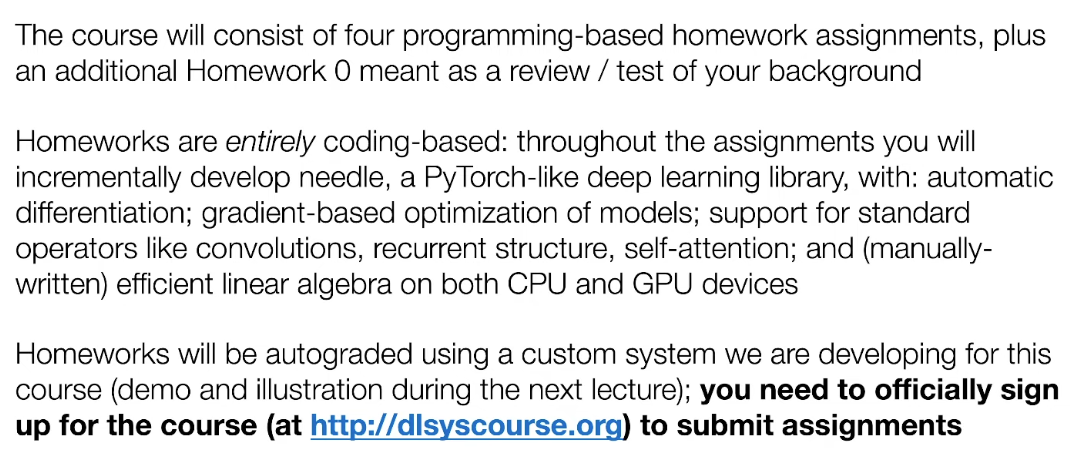 The course will consist of four programming-based homework assignments, plus
an additional Homework 0 meant as a review / test of your background
Homeworks are entirely coding-based: throughout the assignments you will
incrementally develop needle, a PyTorch-like deep learning library, with: automatic
differentiation; gradient-based optimization of models; support for standard
operators like convolutions, recurrent structure, self-attention; and (manually-
written) efficient linear algebra on both CPU and GPU devices
Homeworks will be autograded using a custom system we are developing for this
course (demo and illustration during the next lecture); you need to officially sign
up for the course (at http://dlsyscourse.org) to submit assignments